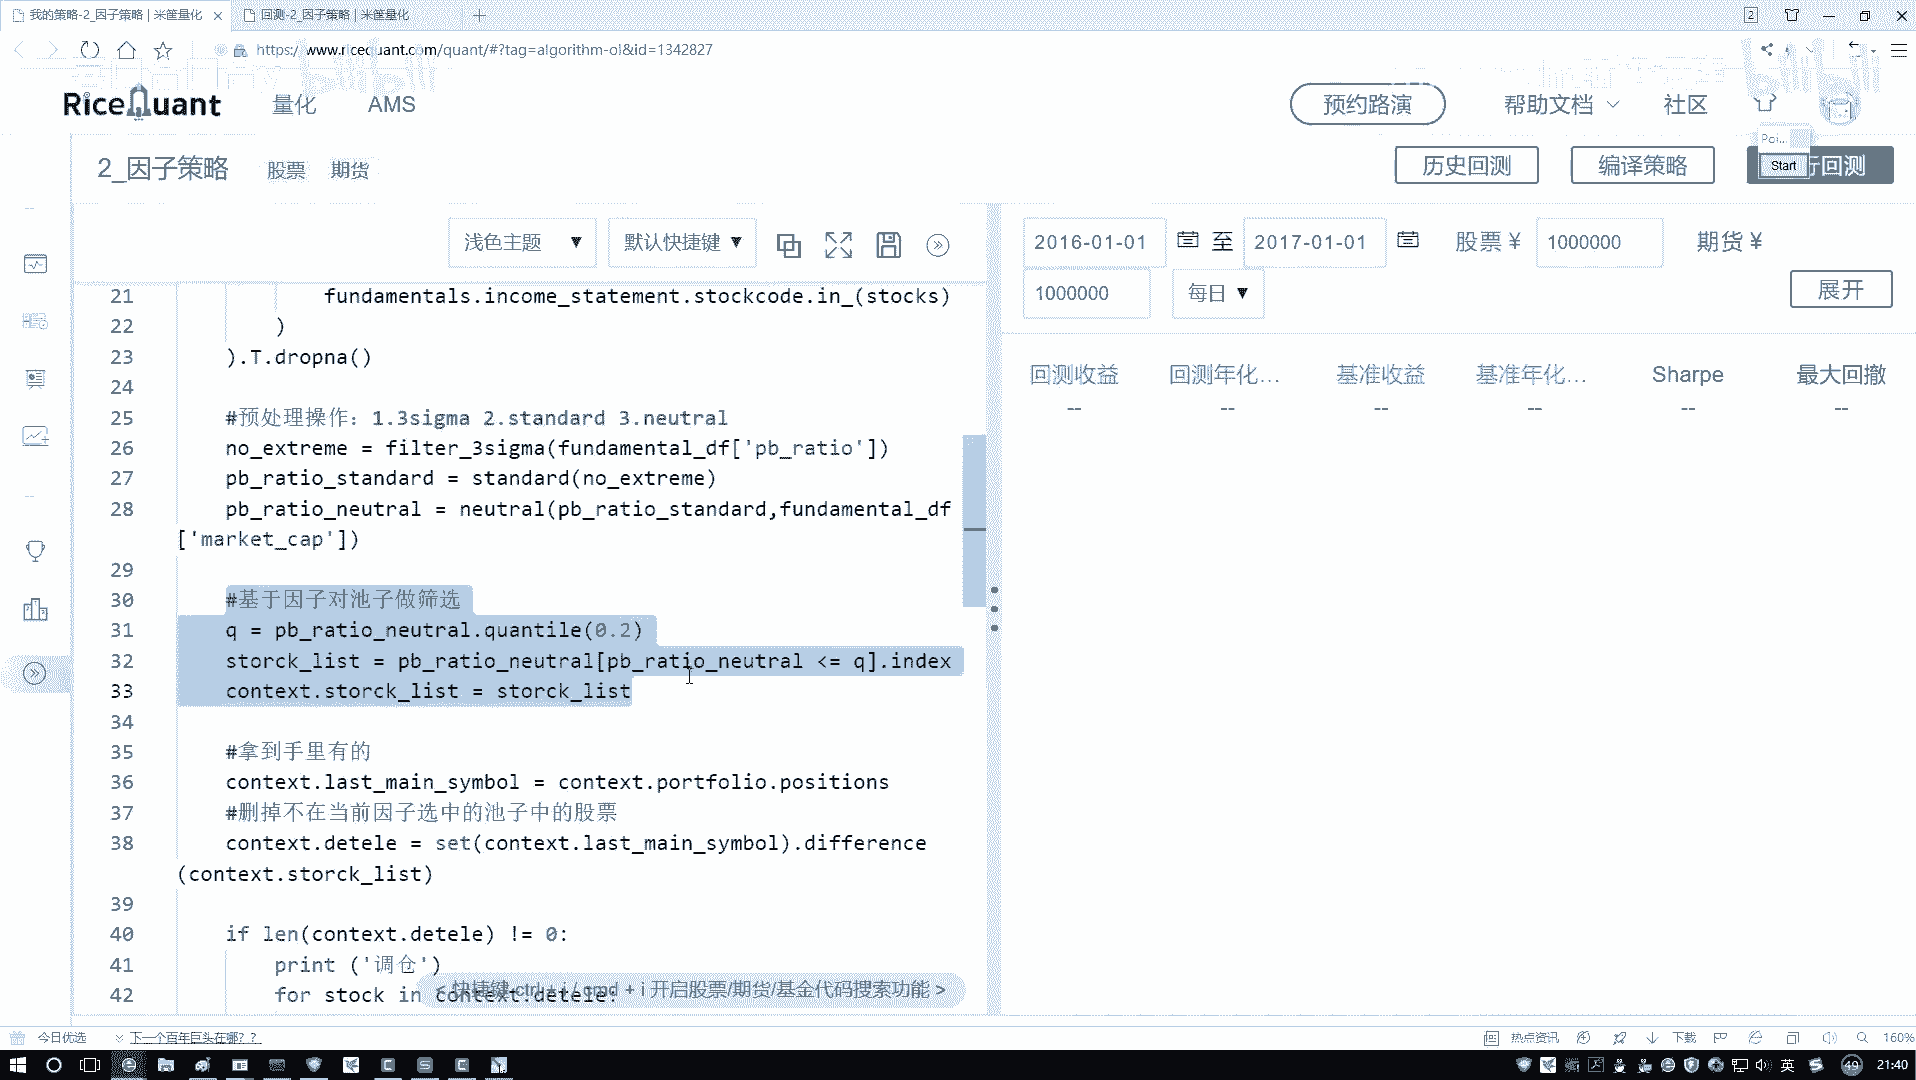 我的策略-2_因子策略 | 米筐量化
回测-2_因子策略 | 米筐量化
2
https://www.ricequant.com/quant/#?tag=algorithm-ol&id=1342827
RiceQuant 量化 AMS 预约路演 帮助文档 社区
Poi...
2_因子策略 股票 期货 历史回测 编译策略 Start 行回测
浅色主题 ▼ 默认快捷键 ▼
2016-01-01 至 2017-01-01 股票 ¥ 1000000 期货 ¥
1000000 每日 ▼ 展开
回测收益 回测年化... 基准收益 基准年化... Sharpe 最大回撤
-- -- -- -- -- --
21 fundamentals.income_statement.stockcode.in_(stocks)
22 )
23 ).T.dropna()
24
25 #预处理操作：1.3sigma 2.standard 3.neutral
26 no_extreme = filter_3sigma(fundamental_df['pb_ratio'])
27 pb_ratio_standard = standard(no_extreme)
28 pb_ratio_neutral = neutral(pb_ratio_standard,fundamental_df
['market_cap'])
29
30 #基于因子对池子做筛选
31 q = pb_ratio_neutral.quantile(0.2)
32 storck_list = pb_ratio_neutral[pb_ratio_neutral <= q].index
33 context.storck_list = storck_list
34
35 #拿到手里有的
36 context.last_main_symbol = context.portfolio.positions
37 #删掉不在当前因子选中的池子中的股票
38 context.detele = set(context.last_main_symbol).difference
(context.storck_list)
39
40 if len(context.detele) != 0:
41 print ('调仓')
42 for stock in context.detele:
< 快捷键 ctrl + i / cmd + i 开启股票/期货/基金代码搜索功能 >
今日优选 下一个百年巨头在哪？？ 热点资讯 下载 160%
英 49 21:40